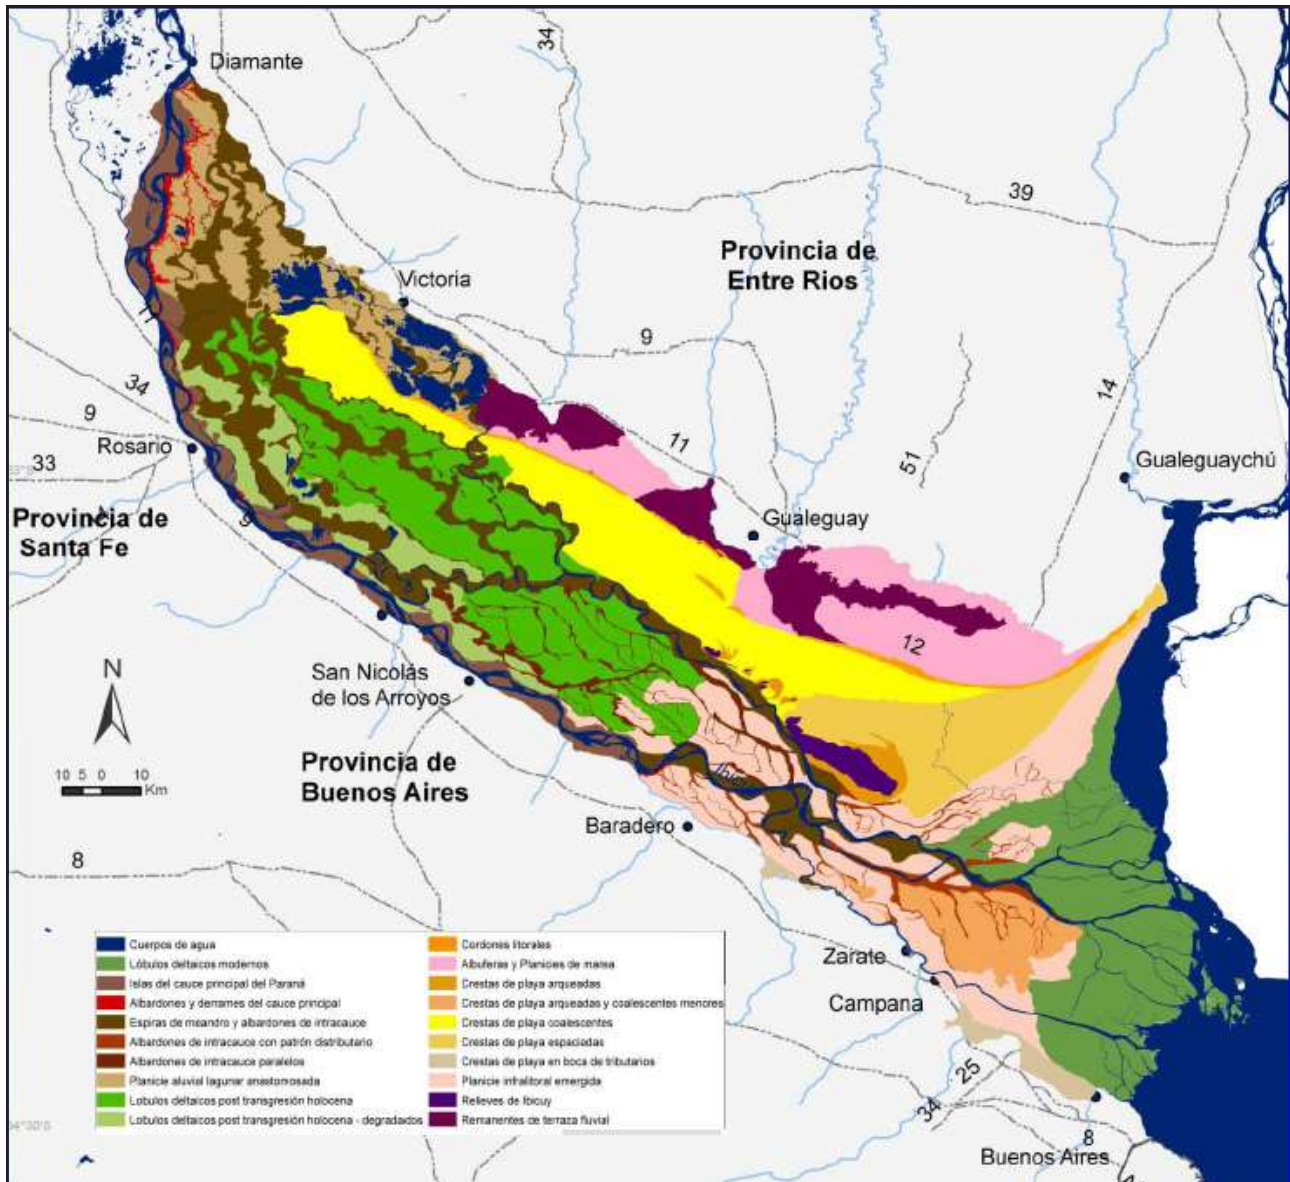 Diamante
34
39
Provincia de
Entre Rios
Victoria
11
9
34
9
14
Rosario
33
11
51
Gualeguaychú
Gualeguay
Provincia de
Santa Fe
9
12
N
San Nicolás
de los Arroyos
Provincia de
Buenos Aires
10 5 0 10
Km
Ibicuy
Baradero
8
Zarate
Campana
25
34
8
Buenos Aires
Cuerpos de agua
Lóbulos deltaicos modernos
Islas del cauce principal del Paraná
Albardones y derrames del cauce principal
Espiras de meandro y albardones de intracauce
Albardones de intracauce con patrón distributario
Albardones de intracauce paralelos
Planicie aluvial lagunar anastomosada
Lobulos deltaicos post transgresión holocena
Lobulos deltaicos post transgresión holocena - degradados
Cordones litorales
Albuferas y Planicies de marea
Crestas de playa arqueadas
Crestas de playa arqueadas y coalescentes menores
Crestas de playa coalescentes
Crestas de playa espaciadas
Crestas de playa en boca de tributarios
Planicie infralitoral emergida
Relieves de Ibicuy
Remanentes de terraza fluvial